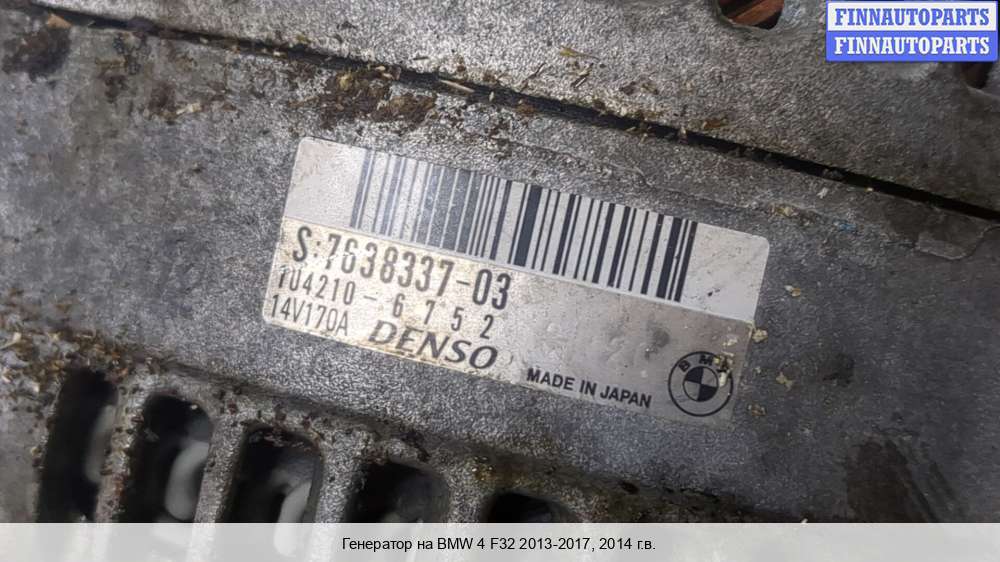 FINNAUTOPARTS
FINNAUTOPARTS
S:7638337-03
104210-6752
14V170A DENSO
MADE IN JAPAN
BMW
Генератор на BMW 4 F32 2013-2017, 2014 г.в.